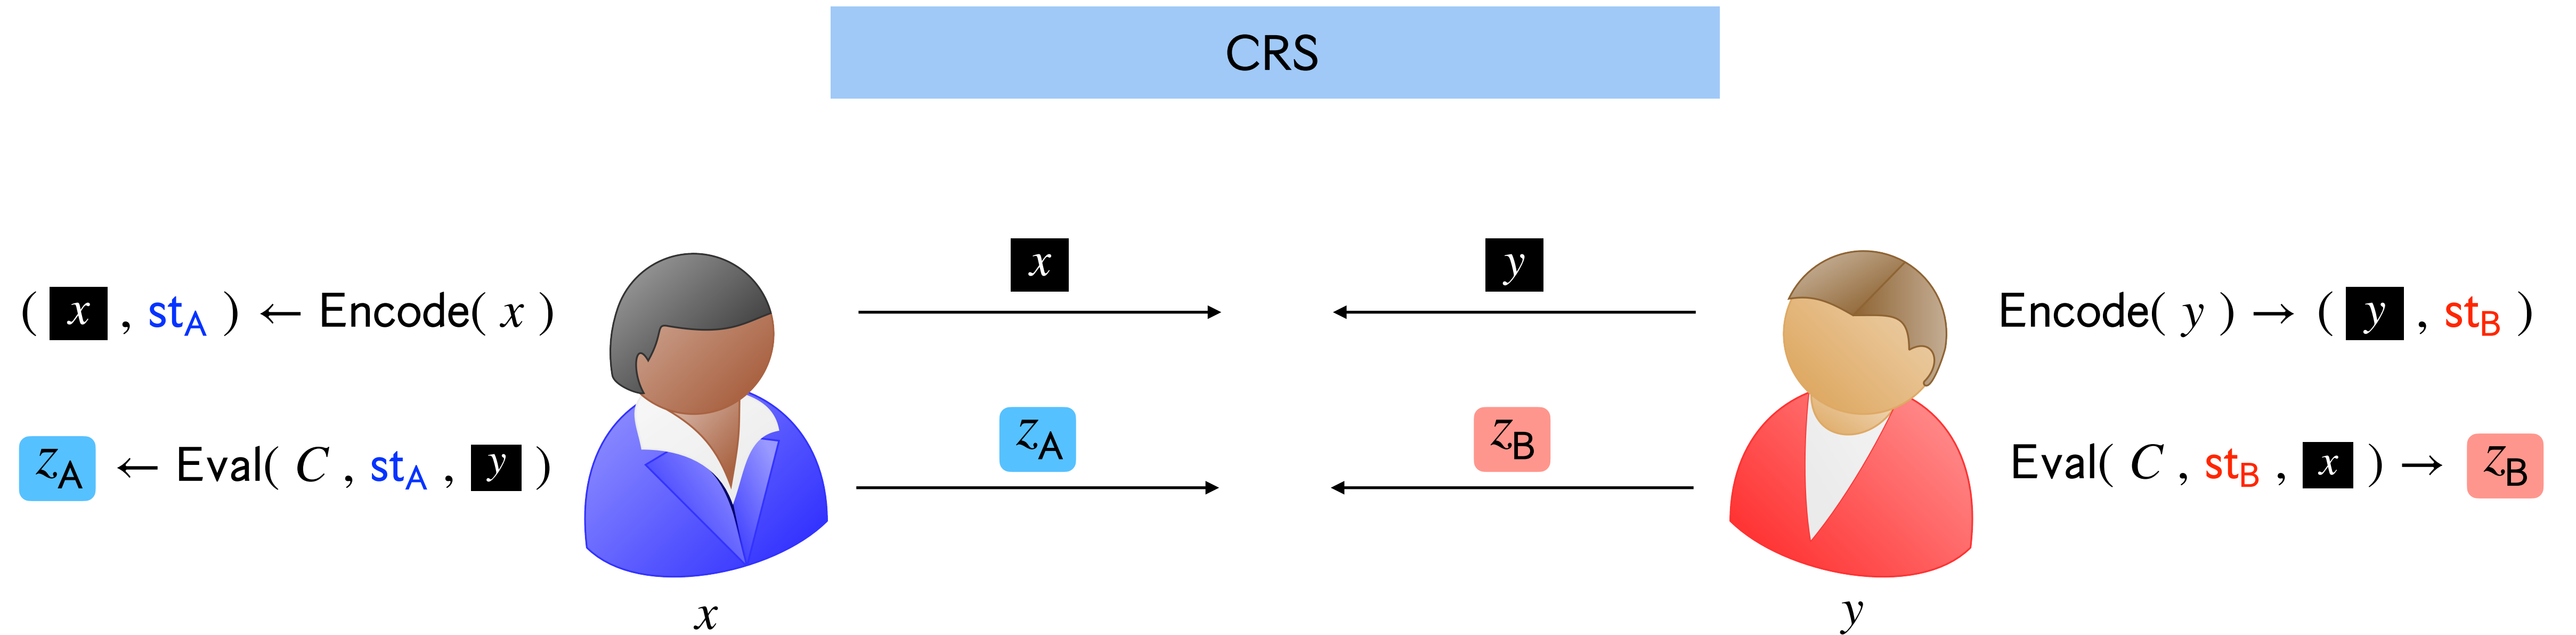 CRS
x y
( x , stA ) ← Encode( x ) Encode( y ) → ( y , stB )
zA zB
zA ← Eval( C , stA , y ) Eval( C , stB , x ) → zB
x y